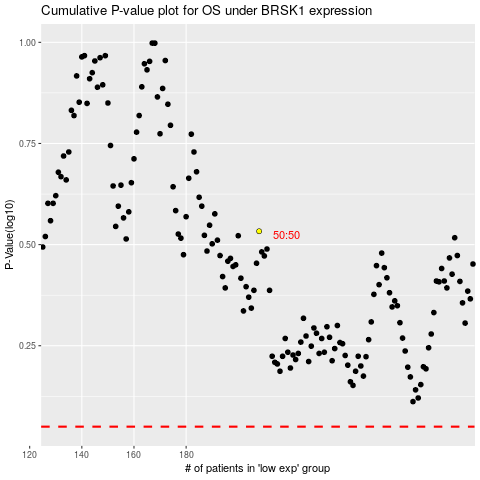 Cumulative P-value plot for OS under BRSK1 expression
1.00
0.75
0.50
0.25
P-Value(log10)
50:50
120 140 160 180
# of patients in 'low exp' group